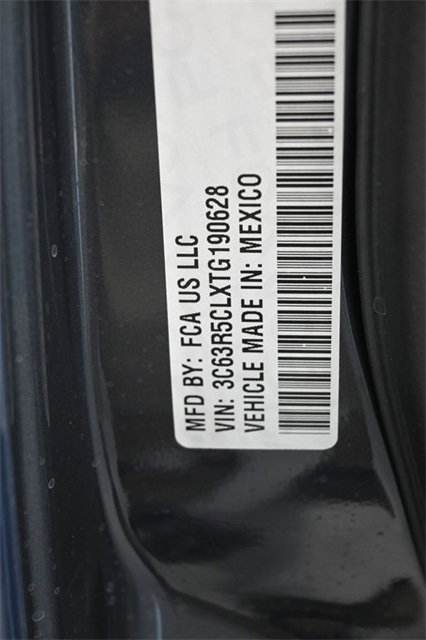 MFD BY: FCA US LLC
VIN: 3C63R5CLXTG190628
VEHICLE MADE IN: MEXICO